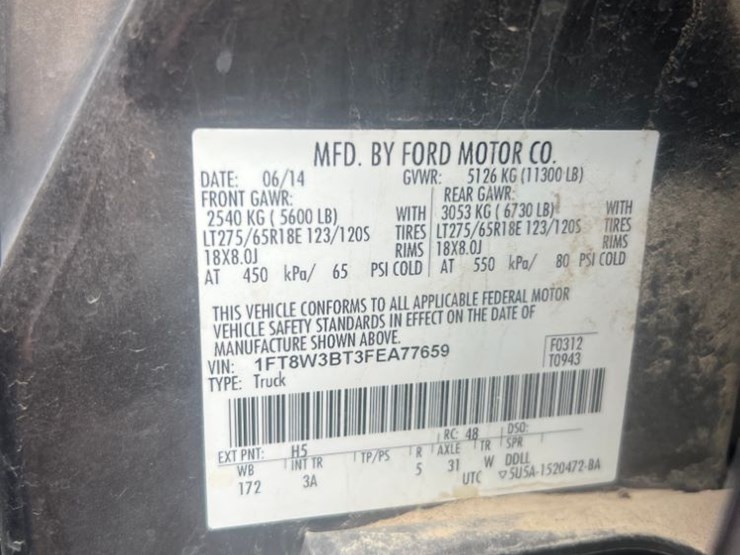 MFD. BY FORD MOTOR CO.
DATE: 06/14 GVWR: 5126 KG (11300 LB)
FRONT GAWR: REAR GAWR:
2540 KG ( 5600 LB) WITH 3053 KG ( 6730 LB) WITH
LT275/65R18E 123/120S TIRES LT275/65R18E 123/120S TIRES
18X8.0J RIMS 18X8.0J RIMS
AT 450 kPa/ 65 PSI COLD AT 550 kPa/ 80 PSI COLD
THIS VEHICLE CONFORMS TO ALL APPLICABLE FEDERAL MOTOR
VEHICLE SAFETY STANDARDS IN EFFECT ON THE DATE OF
MANUFACTURE SHOWN ABOVE.
VIN: 1FT8W3BT3FEA77659 F0312
TYPE: Truck T0943
EXT PNT: H5 RC: 48 DSO:
WB INT TR TP/PS R AXLE TR SPR
172 3A 5 31 W DDLL
UTC ▽5U5A-1520472-BA